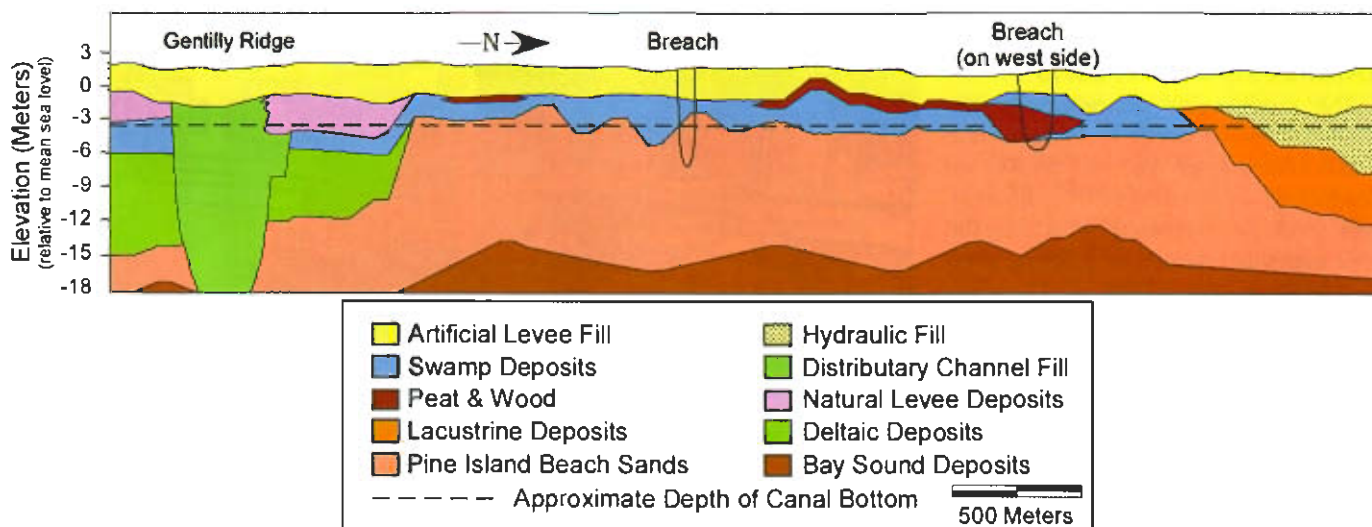 Gentilly Ridge
N
Breach
Breach
(on west side)
Elevation (Meters)
(relative to mean sea level)
3
0
-3
-6
-9
-12
-15
-18
Artificial Levee Fill
Swamp Deposits
Peat & Wood
Lacustrine Deposits
Pine Island Beach Sands
Hydraulic Fill
Distributary Channel Fill
Natural Levee Deposits
Deltaic Deposits
Bay Sound Deposits
Approximate Depth of Canal Bottom
500 Meters